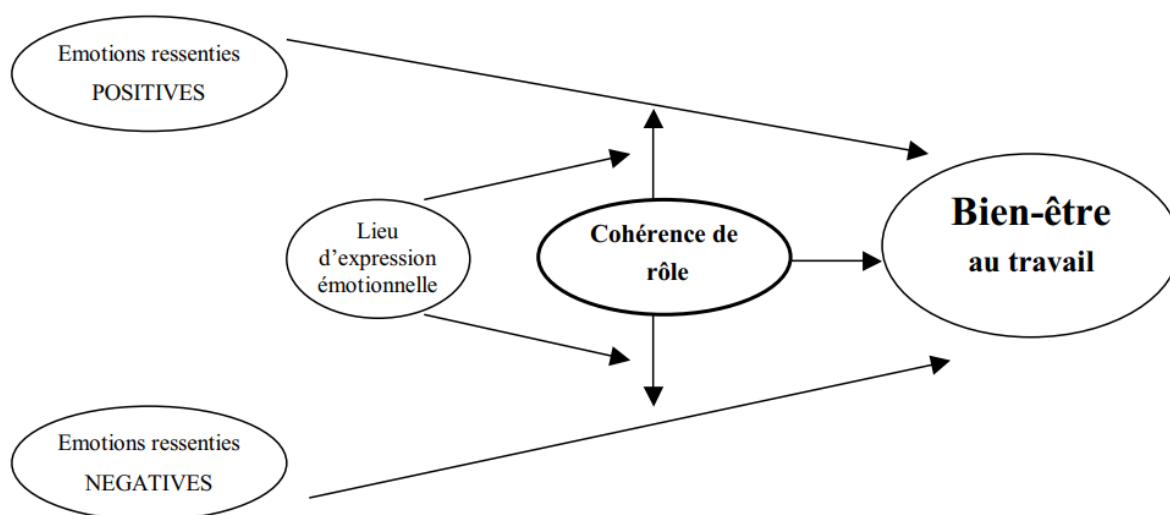 Emotions ressenties
POSITIVES
Lieu
d'expression
émotionnelle
Cohérence de
rôle
Bien-être
au travail
Emotions ressenties
NEGATIVES